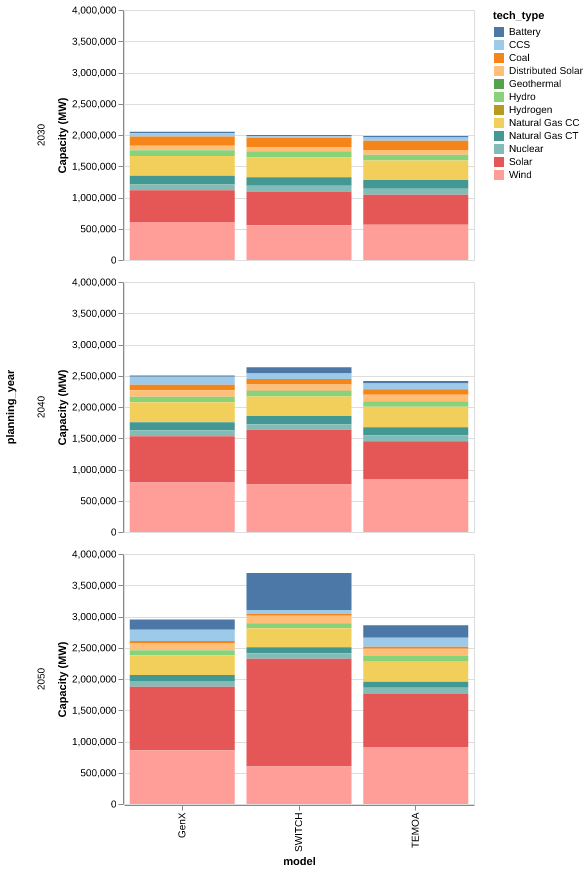 tech_type
Battery
CCS
Coal
Distributed Solar
Geothermal
Hydro
Hydrogen
Natural Gas CC
Natural Gas CT
Nuclear
Solar
Wind
planning_year
2030
Capacity (MW)
4,000,000
3,500,000
3,000,000
2,500,000
2,000,000
1,500,000
1,000,000
500,000
0
2040
Capacity (MW)
4,000,000
3,500,000
3,000,000
2,500,000
2,000,000
1,500,000
1,000,000
500,000
0
2050
Capacity (MW)
4,000,000
3,500,000
3,000,000
2,500,000
2,000,000
1,500,000
1,000,000
500,000
0
GenX
SWITCH
TEMOA
model